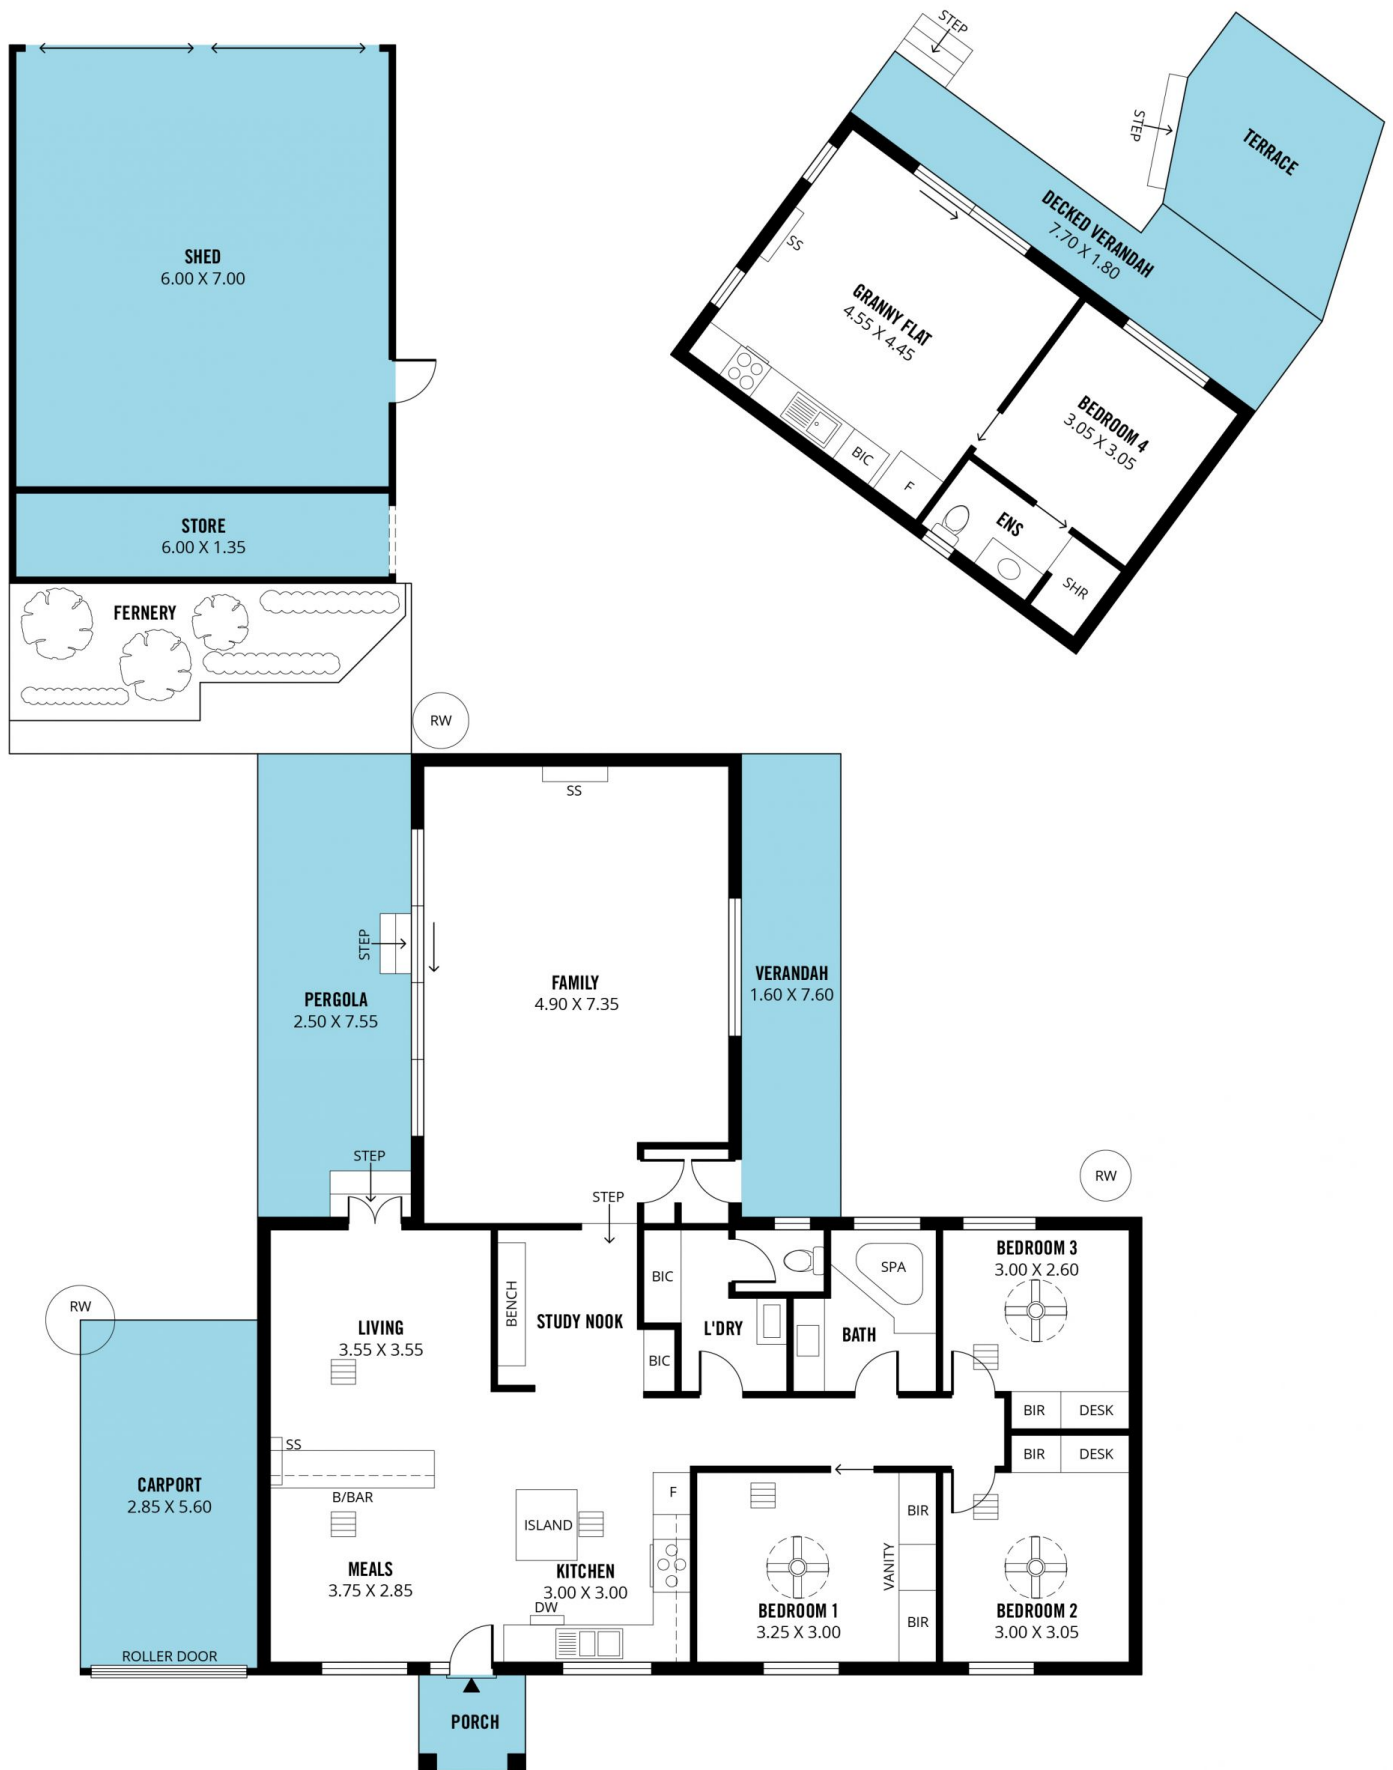 STEP
STEP
TERRACE
DECKED VERANDAH
7.70 X 1.80
SS
GRANNY FLAT
4.55 X 4.45
BEDROOM 4
3.05 X 3.05
BIC
F
ENS
SHR
SHED
6.00 X 7.00
STORE
6.00 X 1.35
FERNERY
RW
SS
STEP
FAMILY
4.90 X 7.35
VERANDAH
1.60 X 7.60
PERGOLA
2.50 X 7.55
STEP
STEP
RW
BEDROOM 3
3.00 X 2.60
SPA
BIC
BENCH
RW
LIVING
3.55 X 3.55
STUDY NOOK
L'DRY
BATH
BIC
BIR
DESK
SS
BIR
DESK
CARPORT
2.85 X 5.60
B/BAR
F
ISLAND
BIR
MEALS
3.75 X 2.85
KITCHEN
3.00 X 3.00
VANITY
DW
BEDROOM 1
3.25 X 3.00
BIR
BEDROOM 2
3.00 X 3.05
ROLLER DOOR
PORCH